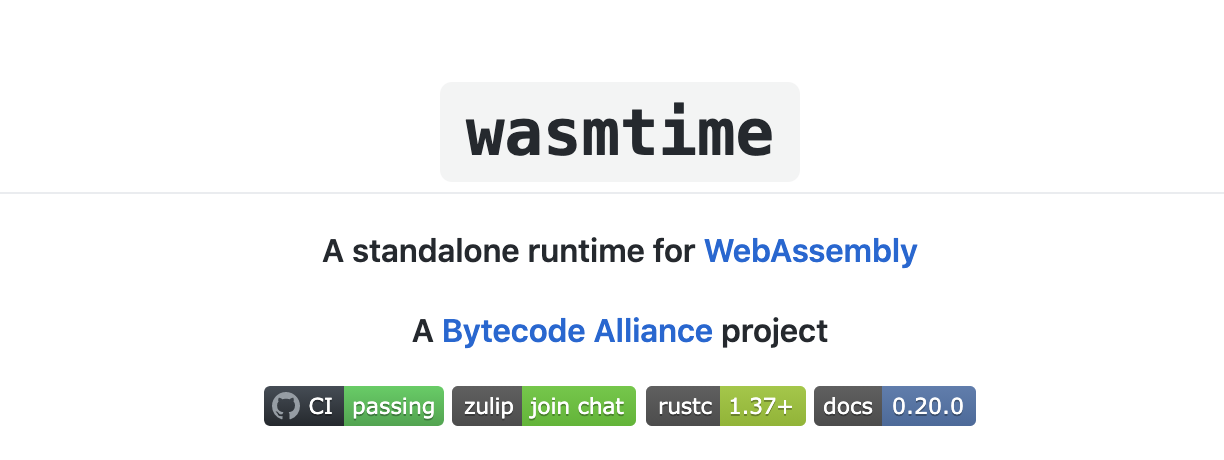 wasmtime
A standalone runtime for WebAssembly
A Bytecode Alliance project
CI passing zulip join chat rustc 1.37+ docs 0.20.0